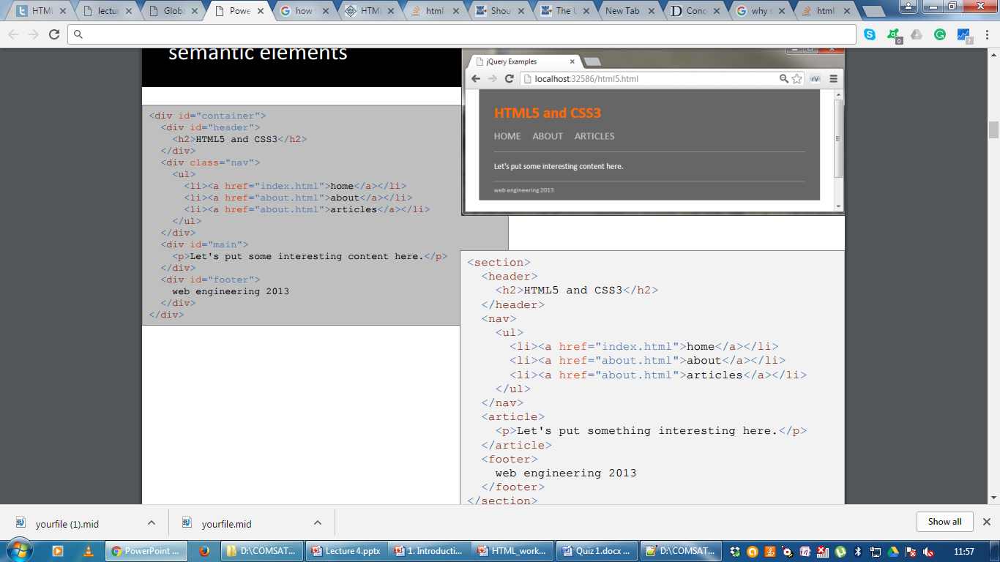 HTML
lectur
Globa
Powe
how
HTML
html
Shou
The U
New Tab
Conc
why s
html
semantic elements
<div id="container">
<div id="header">
<h2>HTML5 and CSS3</h2>
</div>
<div class="nav">
<ul>
<li><a href="index.html">home</a></li>
<li><a href="about.html">about</a></li>
<li><a href="about.html">articles</a></li>
</ul>
</div>
<div id="main">
<p>Let's put some interesting content here.</p>
</div>
<div id="footer">
web engineering 2013
</div>
</div>
jQuery Examples
localhost:32586/html5.html
HTML5 and CSS3
HOME ABOUT ARTICLES
Let's put some interesting content here.
web engineering 2013
<section>
<header>
<h2>HTML5 and CSS3</h2>
</header>
<nav>
<ul>
<li><a href="index.html">home</a></li>
<li><a href="about.html">about</a></li>
<li><a href="about.html">articles</a></li>
</ul>
</nav>
<article>
<p>Let's put something interesting here.</p>
</article>
<footer>
web engineering 2013
</footer>
</section>
yourfile (1).mid
yourfile.mid
Show all
PowerPoint ...
D:\COMSAT...
Lecture 4.pptx
1. Introducti...
HTML_work...
Quiz 1.docx ...
D:\COMSAT...
11:57